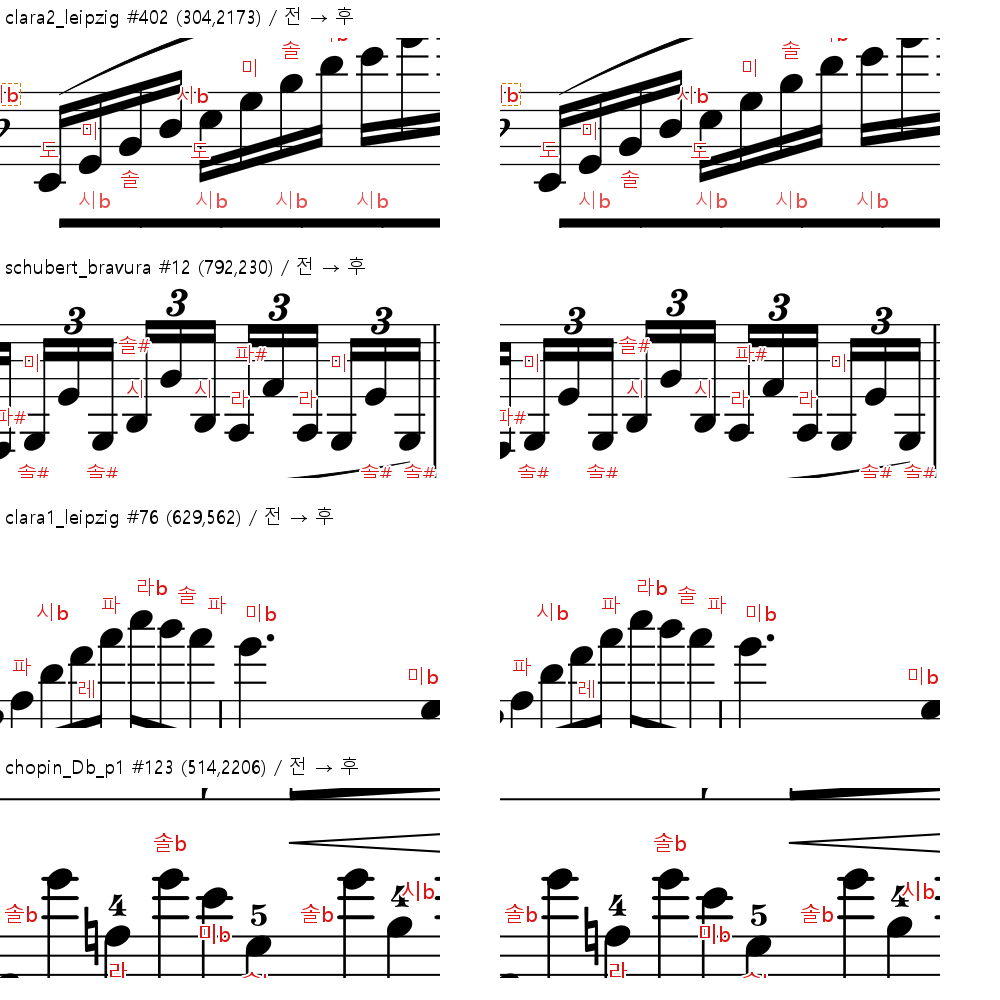 clara2_leipzig #402 (304,2173) / 전 → 후
솔 솔
미 미
시b 시b
미 미
도 도 도 도
솔 솔
시b 시b 시b 시b 시b 시b 시b 시b
schubert_bravura #12 (792,230) / 전 → 후
3 3 3 3 3 3 3 3
솔# 솔#
미 파# 미 미 파# 미
시 시 시 시
라 라 라 라
파# 파#
솔# 솔# 솔# 솔# 솔# 솔# 솔# 솔#
clara1_leipzig #76 (629,562) / 전 → 후
라b 솔 라b 솔
시b 파 파 미b 시b 파 파 미b
파 미b 파 미b
레 레
chopin_Db_p1 #123 (514,2206) / 전 → 후
솔b 솔b
4 4 시b 4 4 시b
솔b 5 솔b 솔b 5 솔b
미b 미b
라 라